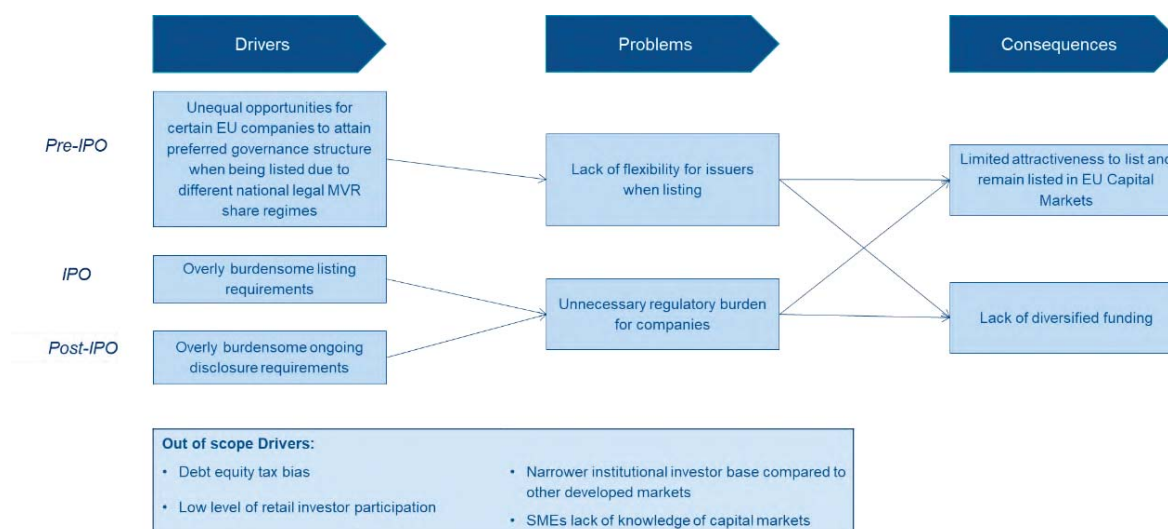 Drivers
Problems
Consequences
Pre-IPO
Unequal opportunities for
certain EU companies to attain
preferred governance structure
when being listed due to
different national legal MVR
share regimes
Lack of flexibility for issuers
when listing
Limited attractiveness to list and
remain listed in EU Capital
Markets
IPO
Overly burdensome listing
requirements
Unnecessary regulatory burden
for companies
Lack of diversified funding
Post-IPO
Overly burdensome ongoing
disclosure requirements
Out of scope Drivers:
• Debt equity tax bias
• Low level of retail investor participation
• Narrower institutional investor base compared to
other developed markets
• SMEs lack of knowledge of capital markets